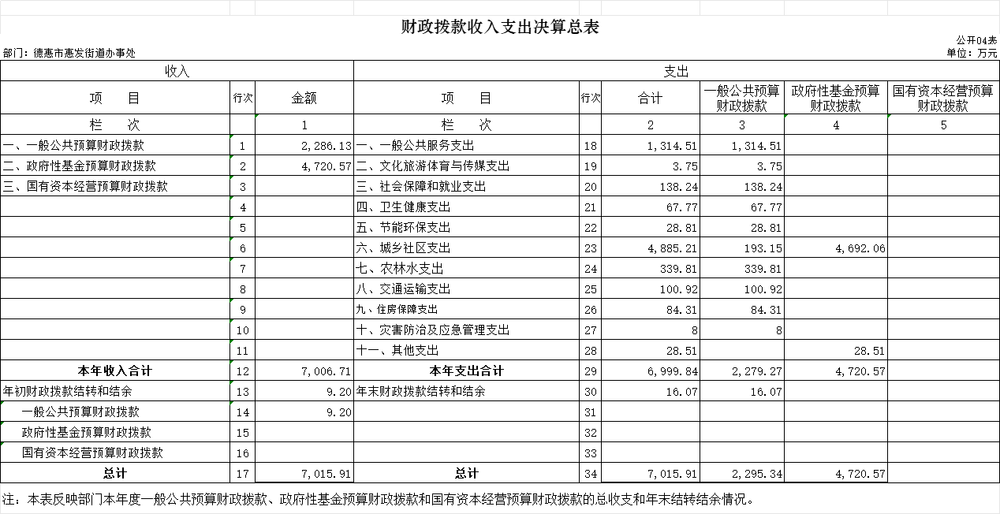 财政拨款收入支出决算总表
公开04表
部门：德惠市惠发街道办事处 单位：万元
收入 支出
项 目 行次 金额 项 目 行次 合计 一般公共预算财政拨款 政府性基金预算财政拨款 国有资本经营预算财政拨款
栏 次 1 栏 次 2 3 4 5
一、一般公共预算财政拨款 1 2,286.13 一、一般公共服务支出 18 1,314.51 1,314.51
二、政府性基金预算财政拨款 2 4,720.57 二、文化旅游体育与传媒支出 19 3.75 3.75
三、国有资本经营预算财政拨款 3 三、社会保障和就业支出 20 138.24 138.24
4 四、卫生健康支出 21 67.77 67.77
5 五、节能环保支出 22 28.81 28.81
6 六、城乡社区支出 23 4,885.21 193.15 4,692.06
7 七、农林水支出 24 339.81 339.81
8 八、交通运输支出 25 100.92 100.92
9 九、住房保障支出 26 84.31 84.31
10 十、灾害防治及应急管理支出 27 8 8
11 十一、其他支出 28 28.51 28.51
本年收入合计 12 7,006.71 本年支出合计 29 6,999.84 2,279.27 4,720.57
年初财政拨款结转和结余 13 9.20 年末财政拨款结转和结余 30 16.07 16.07
一般公共预算财政拨款 14 9.20 31
政府性基金预算财政拨款 15 32
国有资本经营预算财政拨款 16 33
总计 17 7,015.91 总计 34 7,015.91 2,295.34 4,720.57
注：本表反映部门本年度一般公共预算财政拨款、政府性基金预算财政拨款和国有资本经营预算财政拨款的总收支和年末结转结余情况。